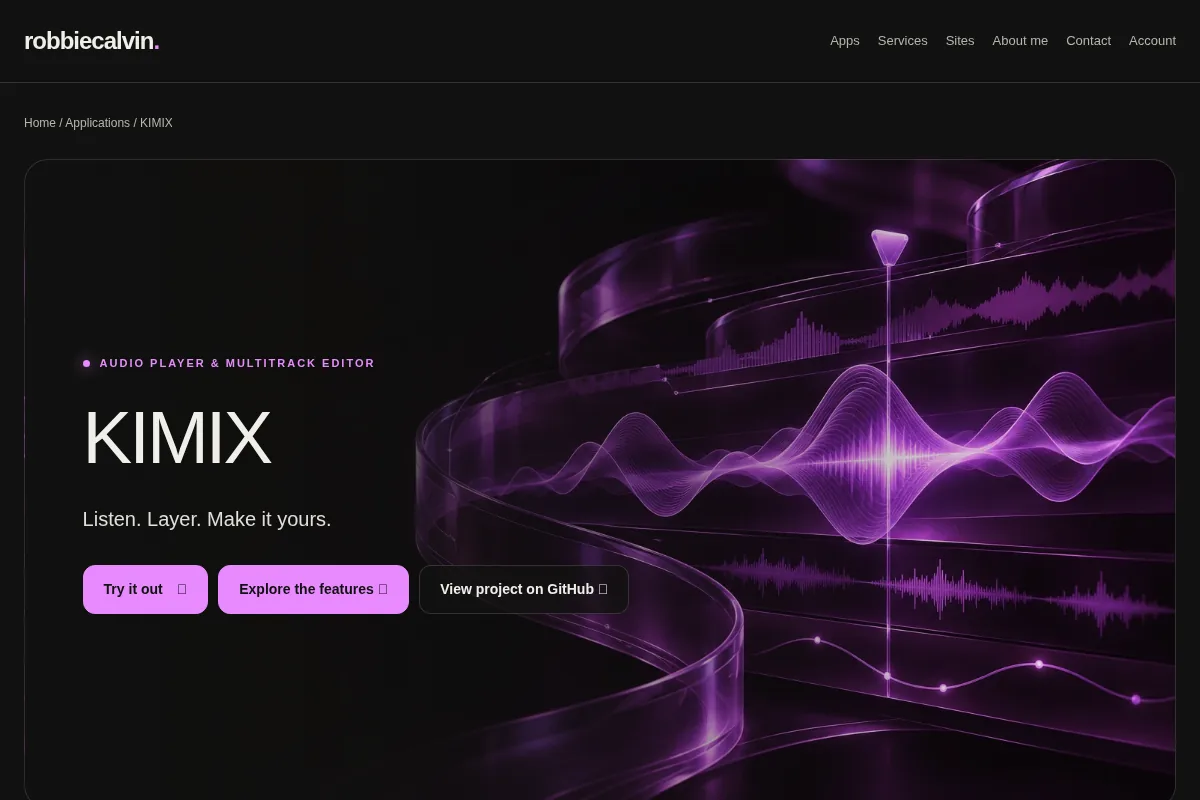 robbiecalvin.
Apps Services Sites About me Contact Account
Home / Applications / KIMIX
AUDIO PLAYER & MULTITRACK EDITOR
KIMIX
Listen. Layer. Make it yours.
Try it out
Explore the features
View project on GitHub